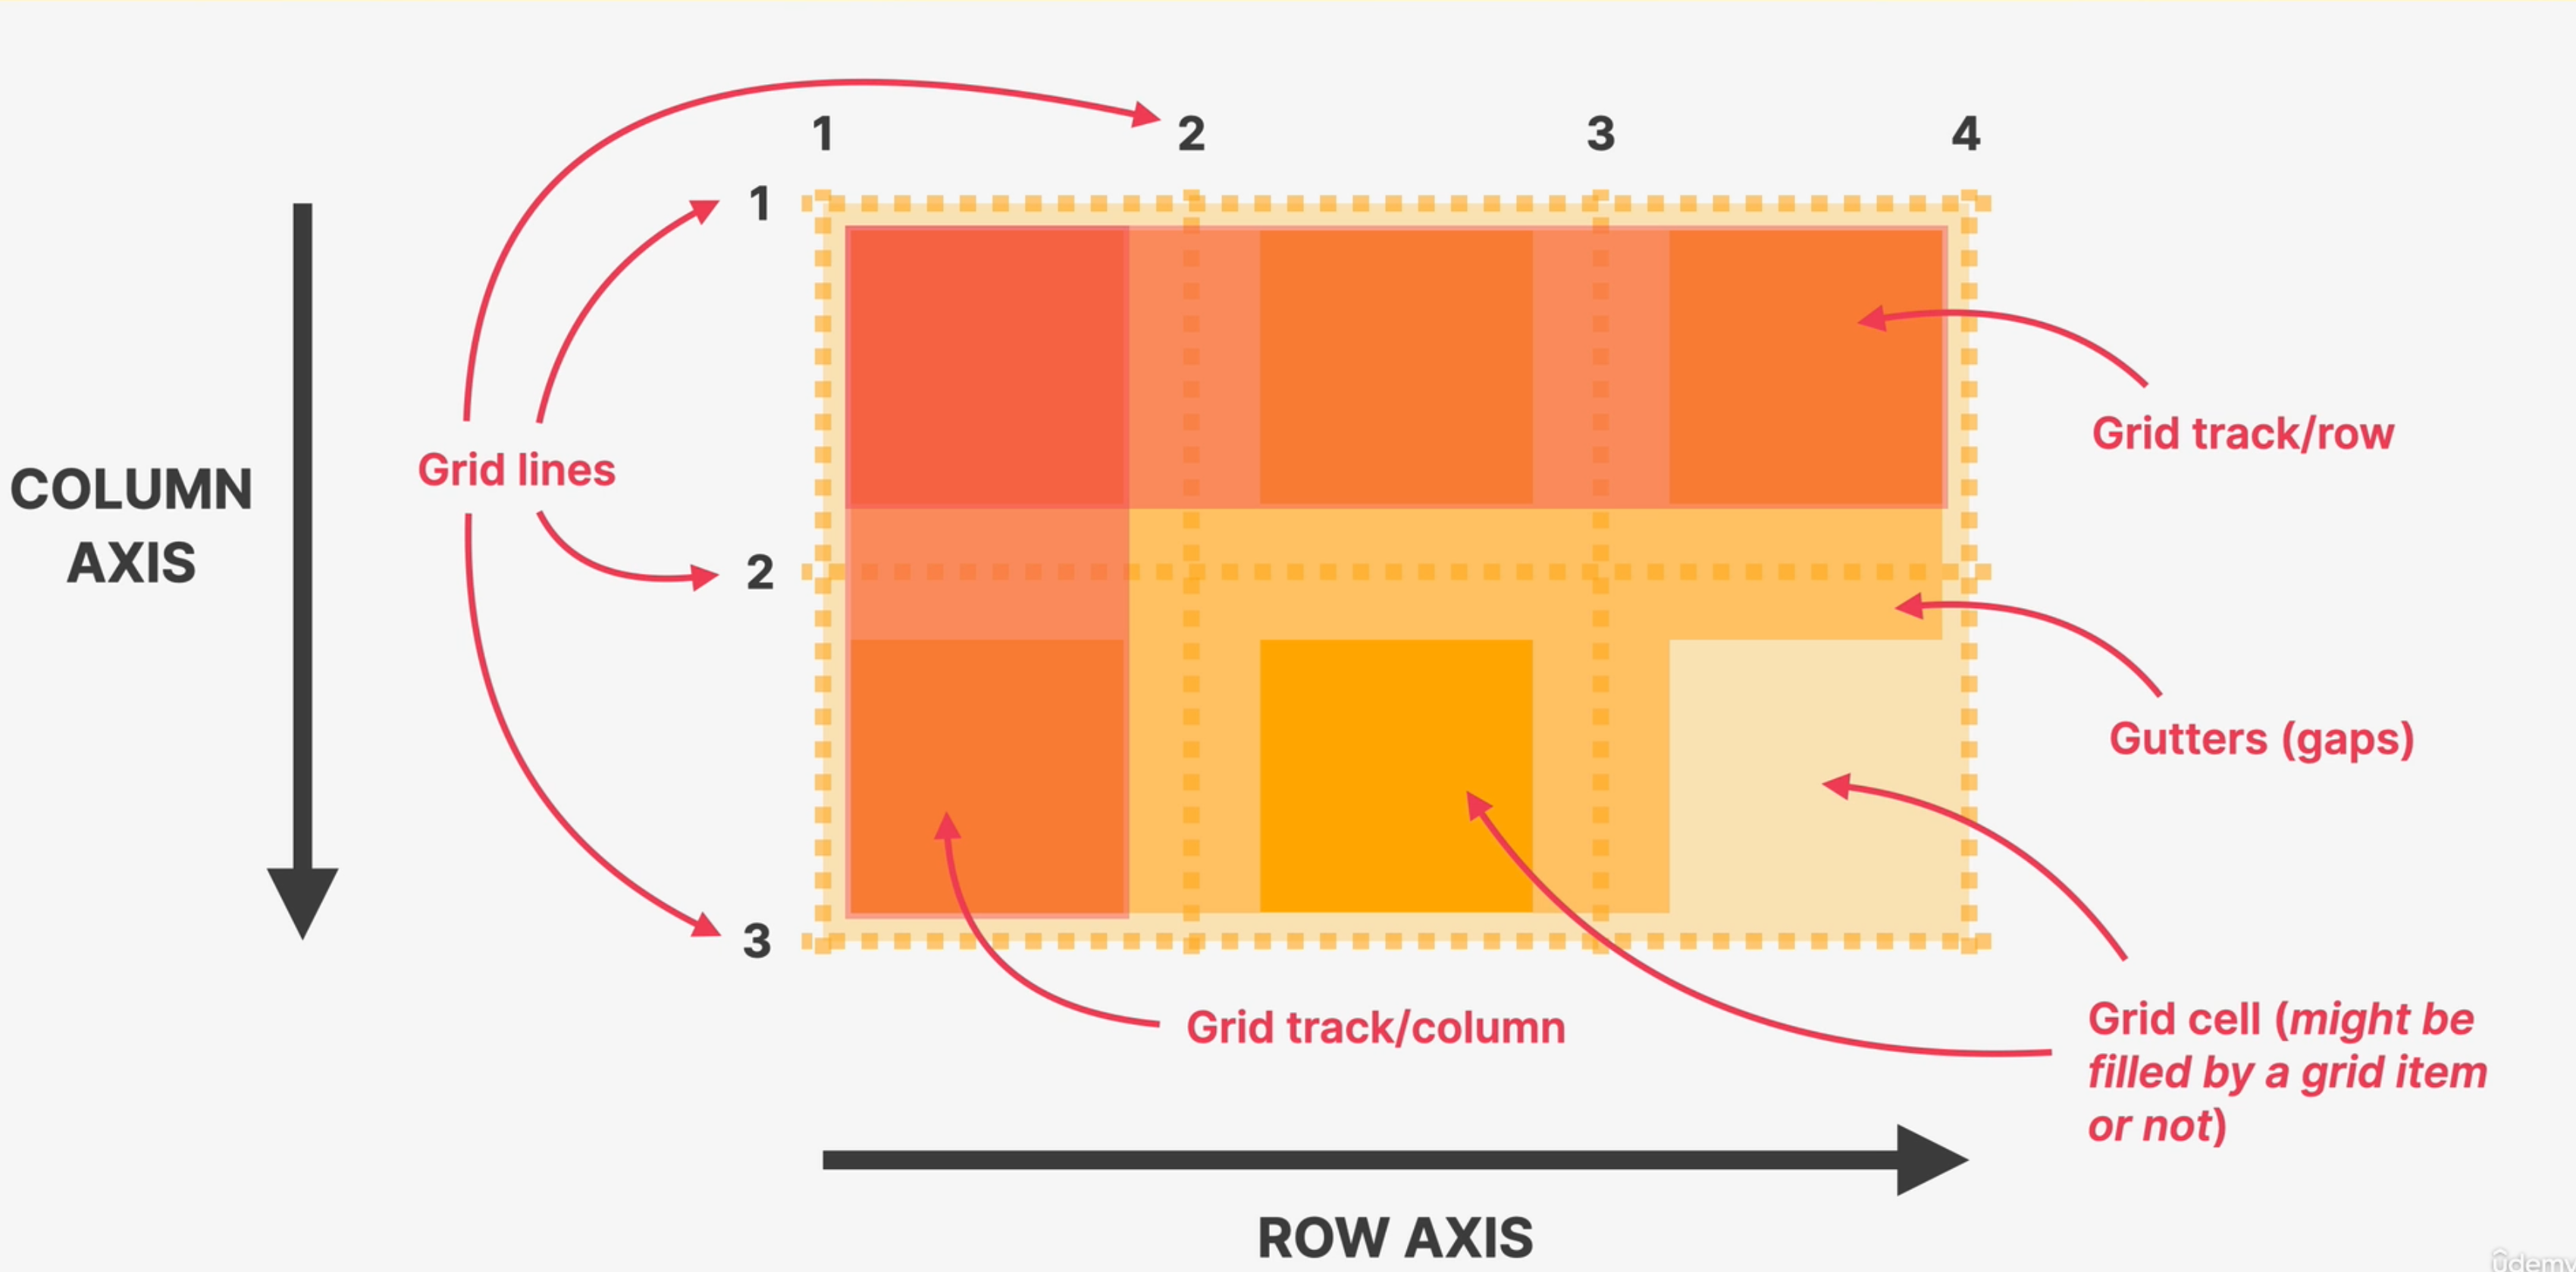 1 2 3 4
1
Grid lines
COLUMN
AXIS
2
3
Grid track/row
Gutters (gaps)
Grid track/column
Grid cell (might be
filled by a grid item
or not)
ROW AXIS
ûdemy